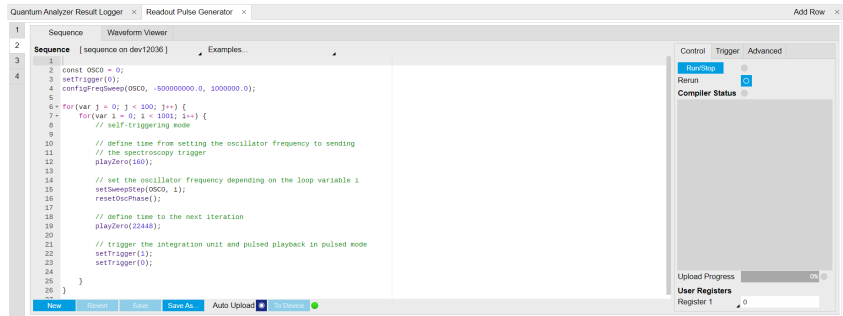 Quantum Analyzer Result Logger × Readout Pulse Generator × Add Row ×
1
2
3
4
Sequence Waveform Viewer
Sequence [ sequence on dev12036 ] Examples...
1
2 const OSC0 = 0;
3 setTrigger(0);
4 configFreqSweep(OSC0, -500000000.0, 1000000.0);
5
6 for(var j = 0; j < 100; j++) {
7 for(var i = 0; i < 1001; i++) {
8 // self-triggering mode
9
10 // define time from setting the oscillator frequency to sending
11 // the spectroscopy trigger
12 playZero(160);
13
14 // set the oscillator frequency depending on the loop variable i
15 setSweepStep(OSC0, i);
16 resetOscPhase();
17
18 // define time to the next iteration
19 playZero(22448);
20
21 // trigger the integration unit and pulsed playback in pulsed mode
22 setTrigger(1);
23 setTrigger(0);
24
25 }
26 }
New Revert Save Save As... Auto Upload To Device
Control Trigger Advanced
Run/Stop
Rerun
Compiler Status
Upload Progress 0%
User Registers
Register 1 0